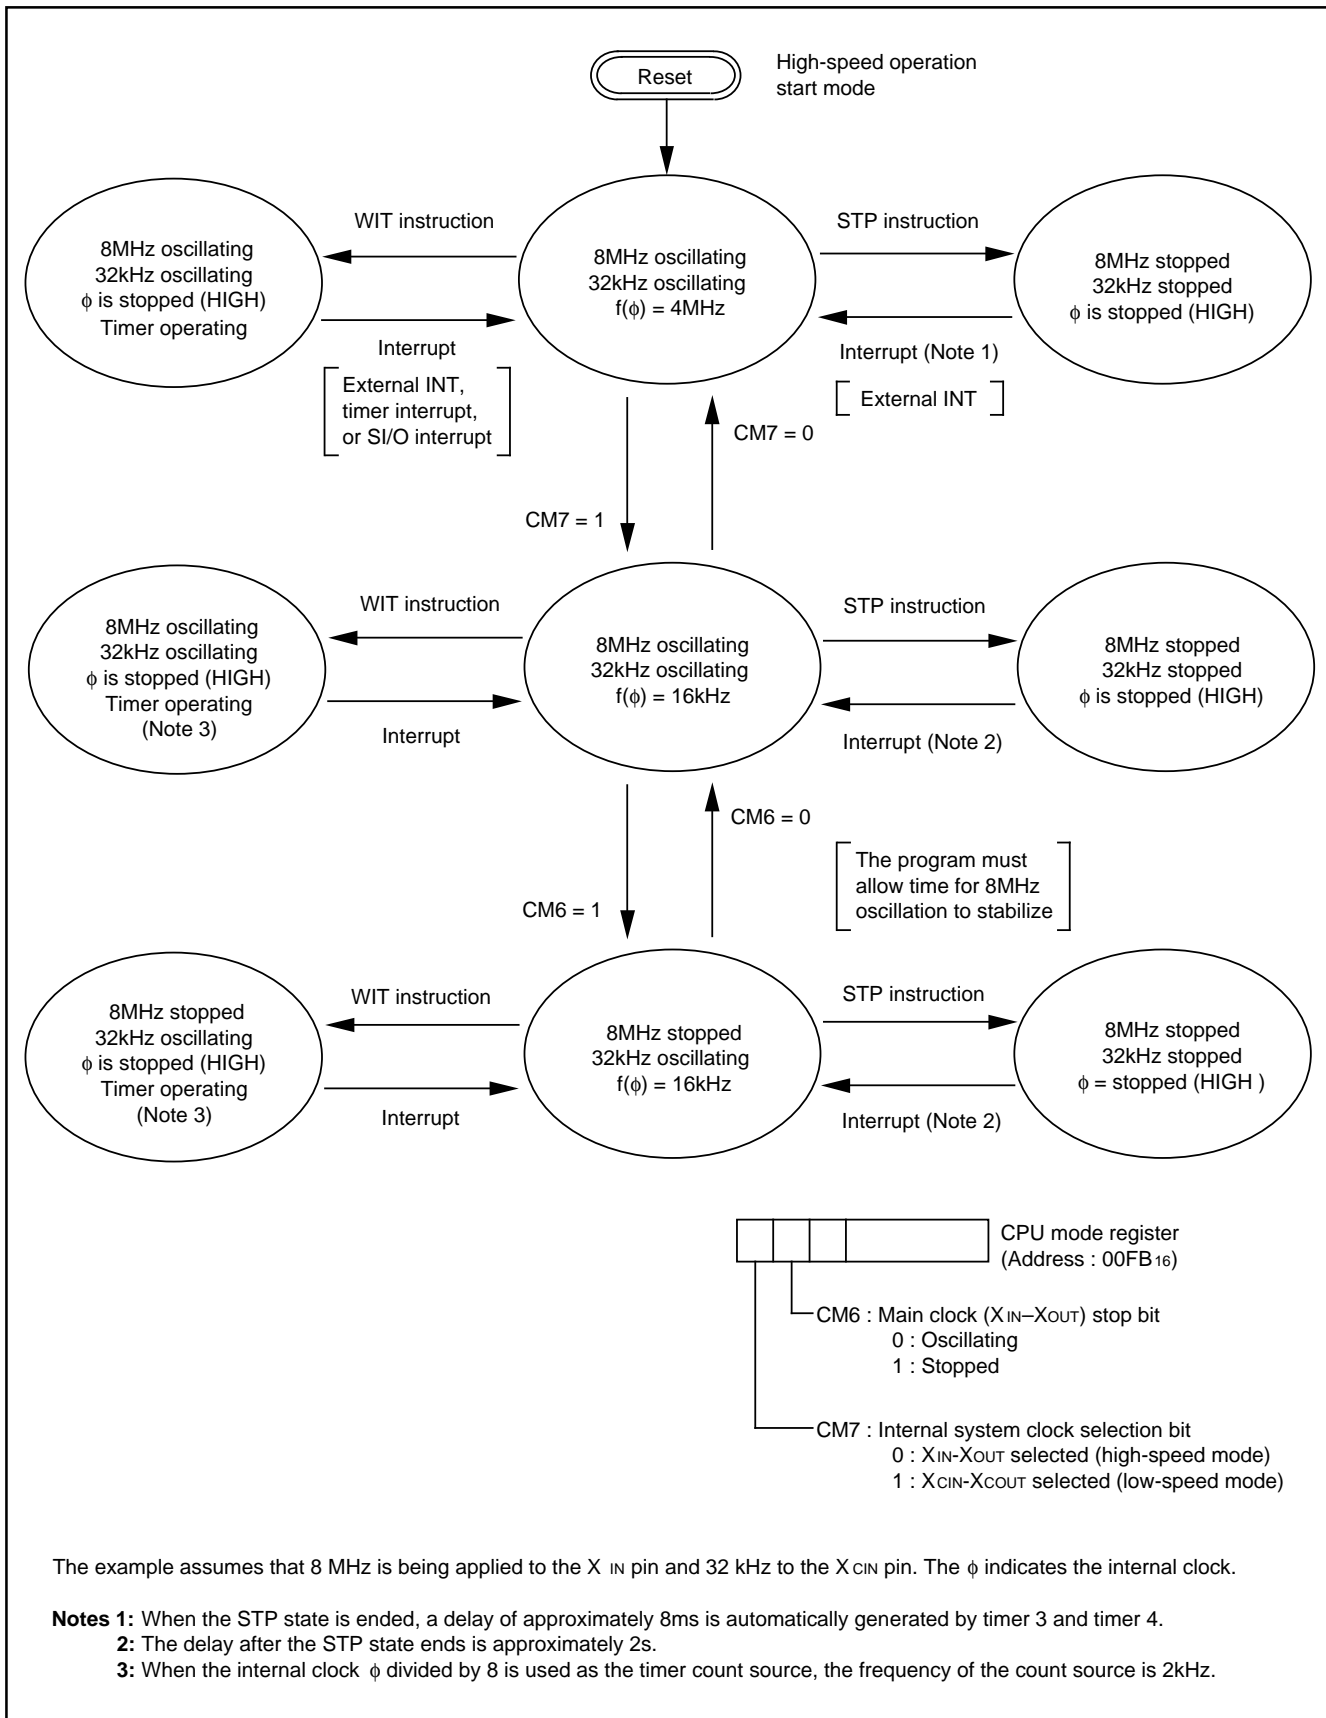 Reset
High-speed operation
start mode
WIT instruction
STP instruction
8MHz oscillating
32kHz oscillating
ϕ is stopped (HIGH)
Timer operating
8MHz oscillating
32kHz oscillating
f(ϕ) = 4MHz
8MHz stopped
32kHz stopped
ϕ is stopped (HIGH)
Interrupt
External INT,
timer interrupt,
or SI/O interrupt
Interrupt (Note 1)
External INT
CM7 = 0
CM7 = 1
WIT instruction
STP instruction
8MHz oscillating
32kHz oscillating
ϕ is stopped (HIGH)
Timer operating
(Note 3)
8MHz oscillating
32kHz oscillating
f(ϕ) = 16kHz
8MHz stopped
32kHz stopped
ϕ is stopped (HIGH)
Interrupt
Interrupt (Note 2)
CM6 = 0
The program must
allow time for 8MHz
oscillation to stabilize
CM6 = 1
WIT instruction
STP instruction
8MHz stopped
32kHz oscillating
ϕ is stopped (HIGH)
Timer operating
(Note 3)
8MHz stopped
32kHz oscillating
f(ϕ) = 16kHz
8MHz stopped
32kHz stopped
ϕ = stopped (HIGH )
Interrupt
Interrupt (Note 2)
CPU mode register
(Address : 00FB16)
CM6 : Main clock (XIN–XOUT) stop bit
0 : Oscillating
1 : Stopped
CM7 : Internal system clock selection bit
0 : XIN-XOUT selected (high-speed mode)
1 : XCIN-XCOUT selected (low-speed mode)
The example assumes that 8 MHz is being applied to the X IN pin and 32 kHz to the X CIN pin. The ϕ indicates the internal clock.
Notes 1: When the STP state is ended, a delay of approximately 8ms is automatically generated by timer 3 and timer 4.
2: The delay after the STP state ends is approximately 2s.
3: When the internal clock ϕ divided by 8 is used as the timer count source, the frequency of the count source is 2kHz.